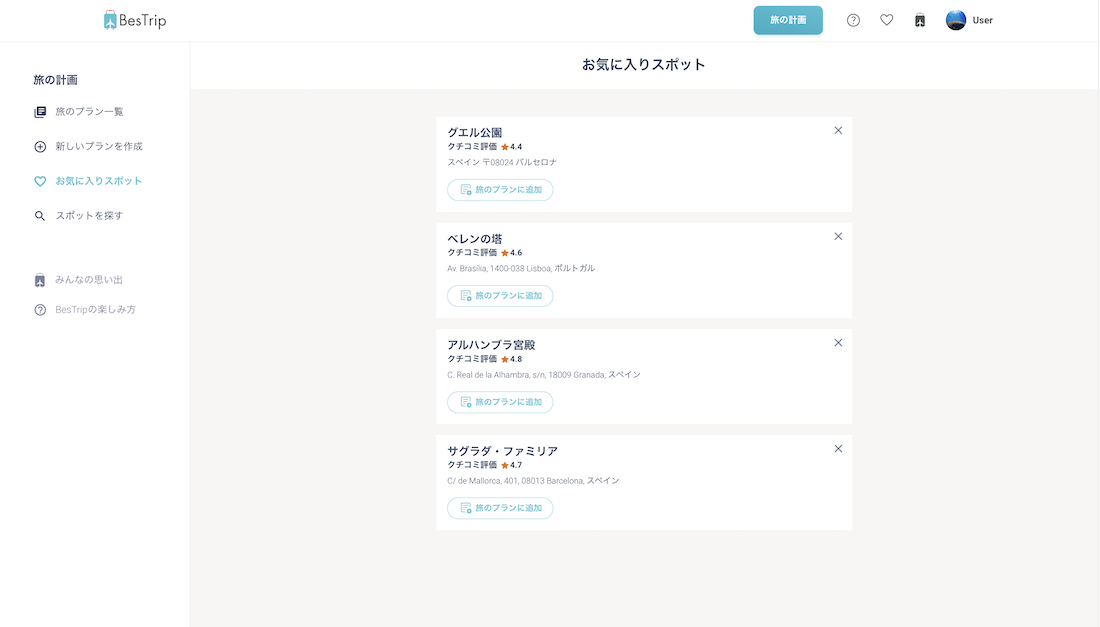 BesTrip
旅の計画
User
旅の計画
旅のプラン一覧
新しいプランを作成
お気に入りスポット
スポットを探す
みんなの思い出
BesTripの楽しみ方
お気に入りスポット
グエル公園
クチコミ評価 ★4.4
スペイン 〒08024 バルセロナ
旅のプランに追加
ベレンの塔
クチコミ評価 ★4.6
Av. Brasília, 1400-038 Lisboa, ポルトガル
旅のプランに追加
アルハンブラ宮殿
クチコミ評価 ★4.8
C. Real de la Alhambra, s/n, 18009 Granada, スペイン
旅のプランに追加
サグラダ・ファミリア
クチコミ評価 ★4.7
C/ de Mallorca, 401, 08013 Barcelona, スペイン
旅のプランに追加